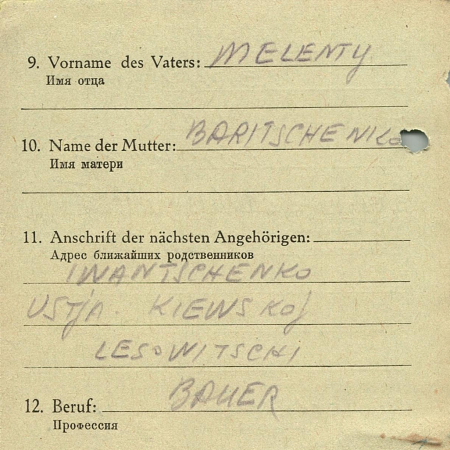 9. Vorname des Vaters: MELENTY
Имя отца
10. Name der Mutter: BARITSCHENKO
Имя матери
11. Anschrift der nächsten Angehörigen:
Адрес ближайших родственников
IWANTSCHENKO
USTJA. KIEWSKOJ
LESOWITSCHI
12. Beruf: BAUER
Профессия